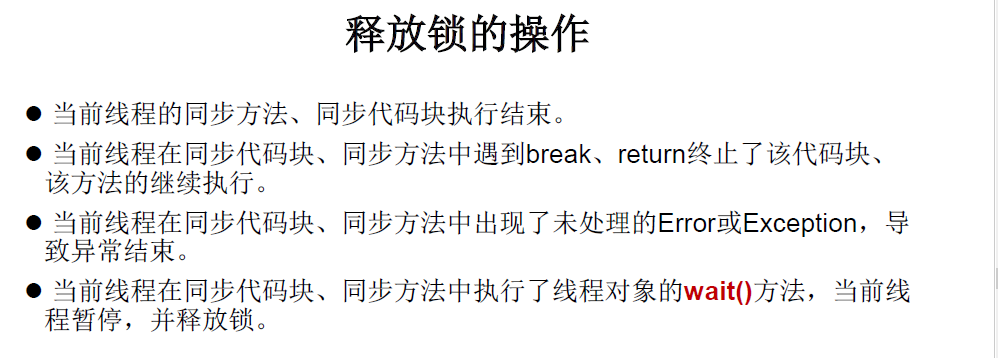 释放锁的操作
● 当前线程的同步方法、同步代码块执行结束。
● 当前线程在同步代码块、同步方法中遇到break、return终止了该代码块、
该方法的继续执行。
● 当前线程在同步代码块、同步方法中出现了未处理的Error或Exception，导
致异常结束。
● 当前线程在同步代码块、同步方法中执行了线程对象的wait()方法，当前线
程暂停，并释放锁。